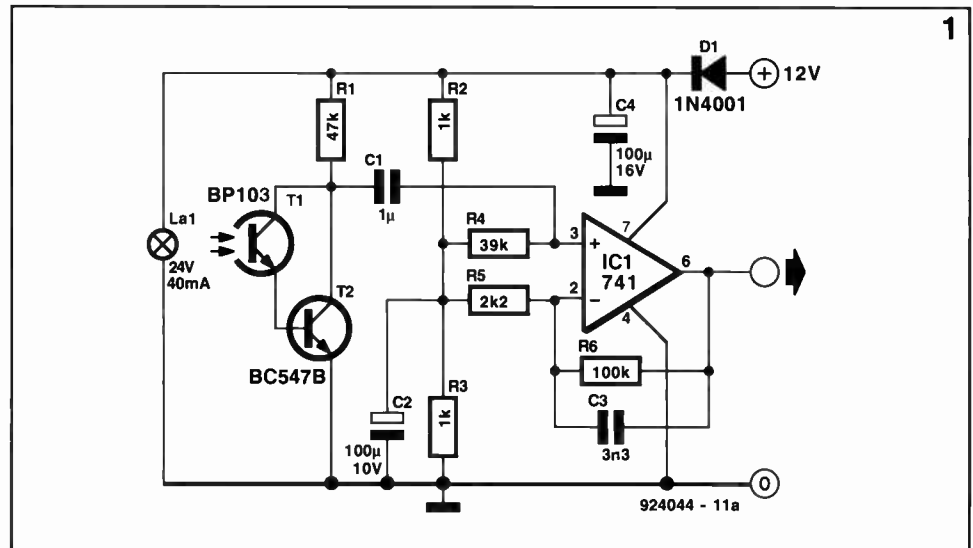 1
D1
12V
1N4001
R1
47k
R2
1k
C4
100µ
16V
C1
1µ
BP103
T1
La1
24V
40mA
R4
39k
3
+
7
IC1
741
6
R5
2k2
2
−
4
T2
BC547B
R6
100k
C3
3n3
R3
1k
C2
100µ
10V
924044 - 11a
0